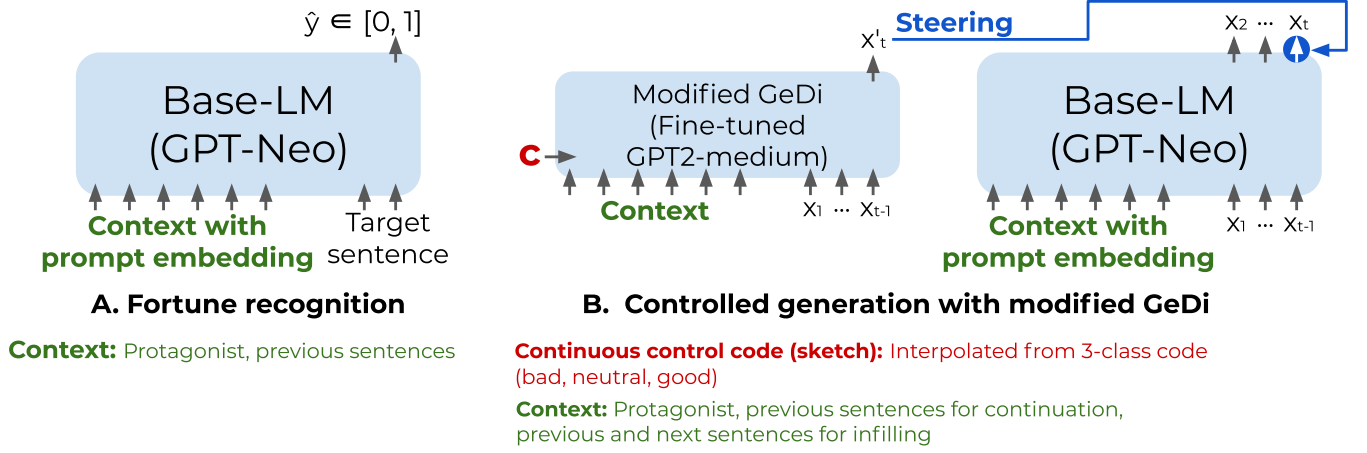 ŷ ∈ [0, 1]
Base-LM
(GPT-Neo)
Context with
prompt embedding
Target
sentence
A. Fortune recognition
Context: Protagonist, previous sentences
Steering
x't
Modified GeDi
(Fine-tuned
GPT2-medium)
C
Context
x1 ... xt-1
x2 ... xt
Base-LM
(GPT-Neo)
Context with
prompt embedding
x1 ... xt-1
B. Controlled generation with modified GeDi
Continuous control code (sketch): Interpolated from 3-class code
(bad, neutral, good)
Context: Protagonist, previous sentences for continuation,
previous and next sentences for infilling